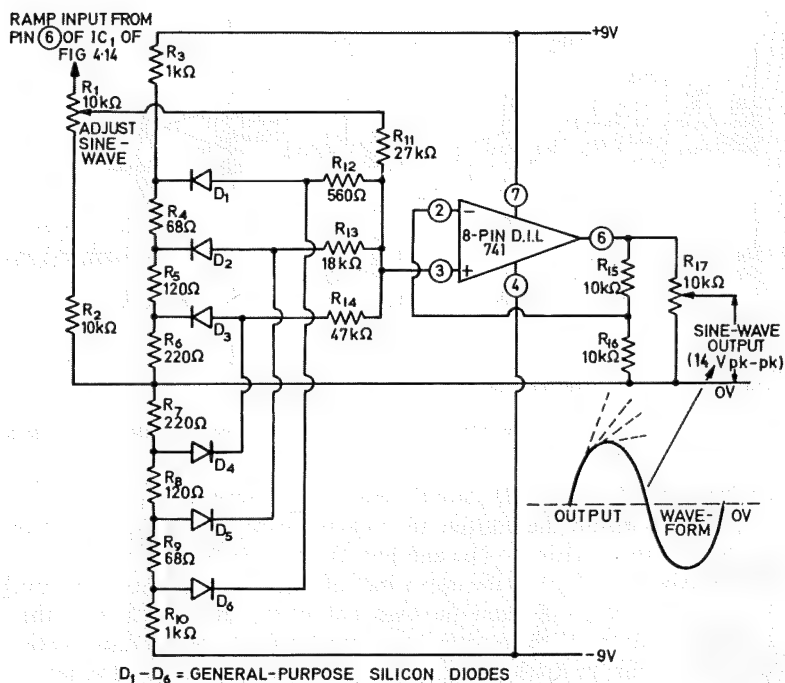 RAMP INPUT FROM
PIN 6 OF IC1 OF
FIG 4·14
+9V
R3
1kΩ
R1
10kΩ
ADJUST
SINE-
WAVE
R11
27kΩ
R12
560Ω
D1
R4
68Ω
R13
18kΩ
D2
R5
120Ω
R14
47kΩ
D3
R2
10kΩ
R6
220Ω
7
2
−
8-PIN D.I.L
741
6
3
+
4
R15
10kΩ
R17
10kΩ
R16
10kΩ
SINE-WAVE
OUTPUT
(14 V pk-pk)
0V
R7
220Ω
D4
R8
120Ω
D5
R9
68Ω
D6
R10
1kΩ
OUTPUT WAVE-
FORM
0V
−9V
D1-D6 = GENERAL-PURPOSE SILICON DIODES